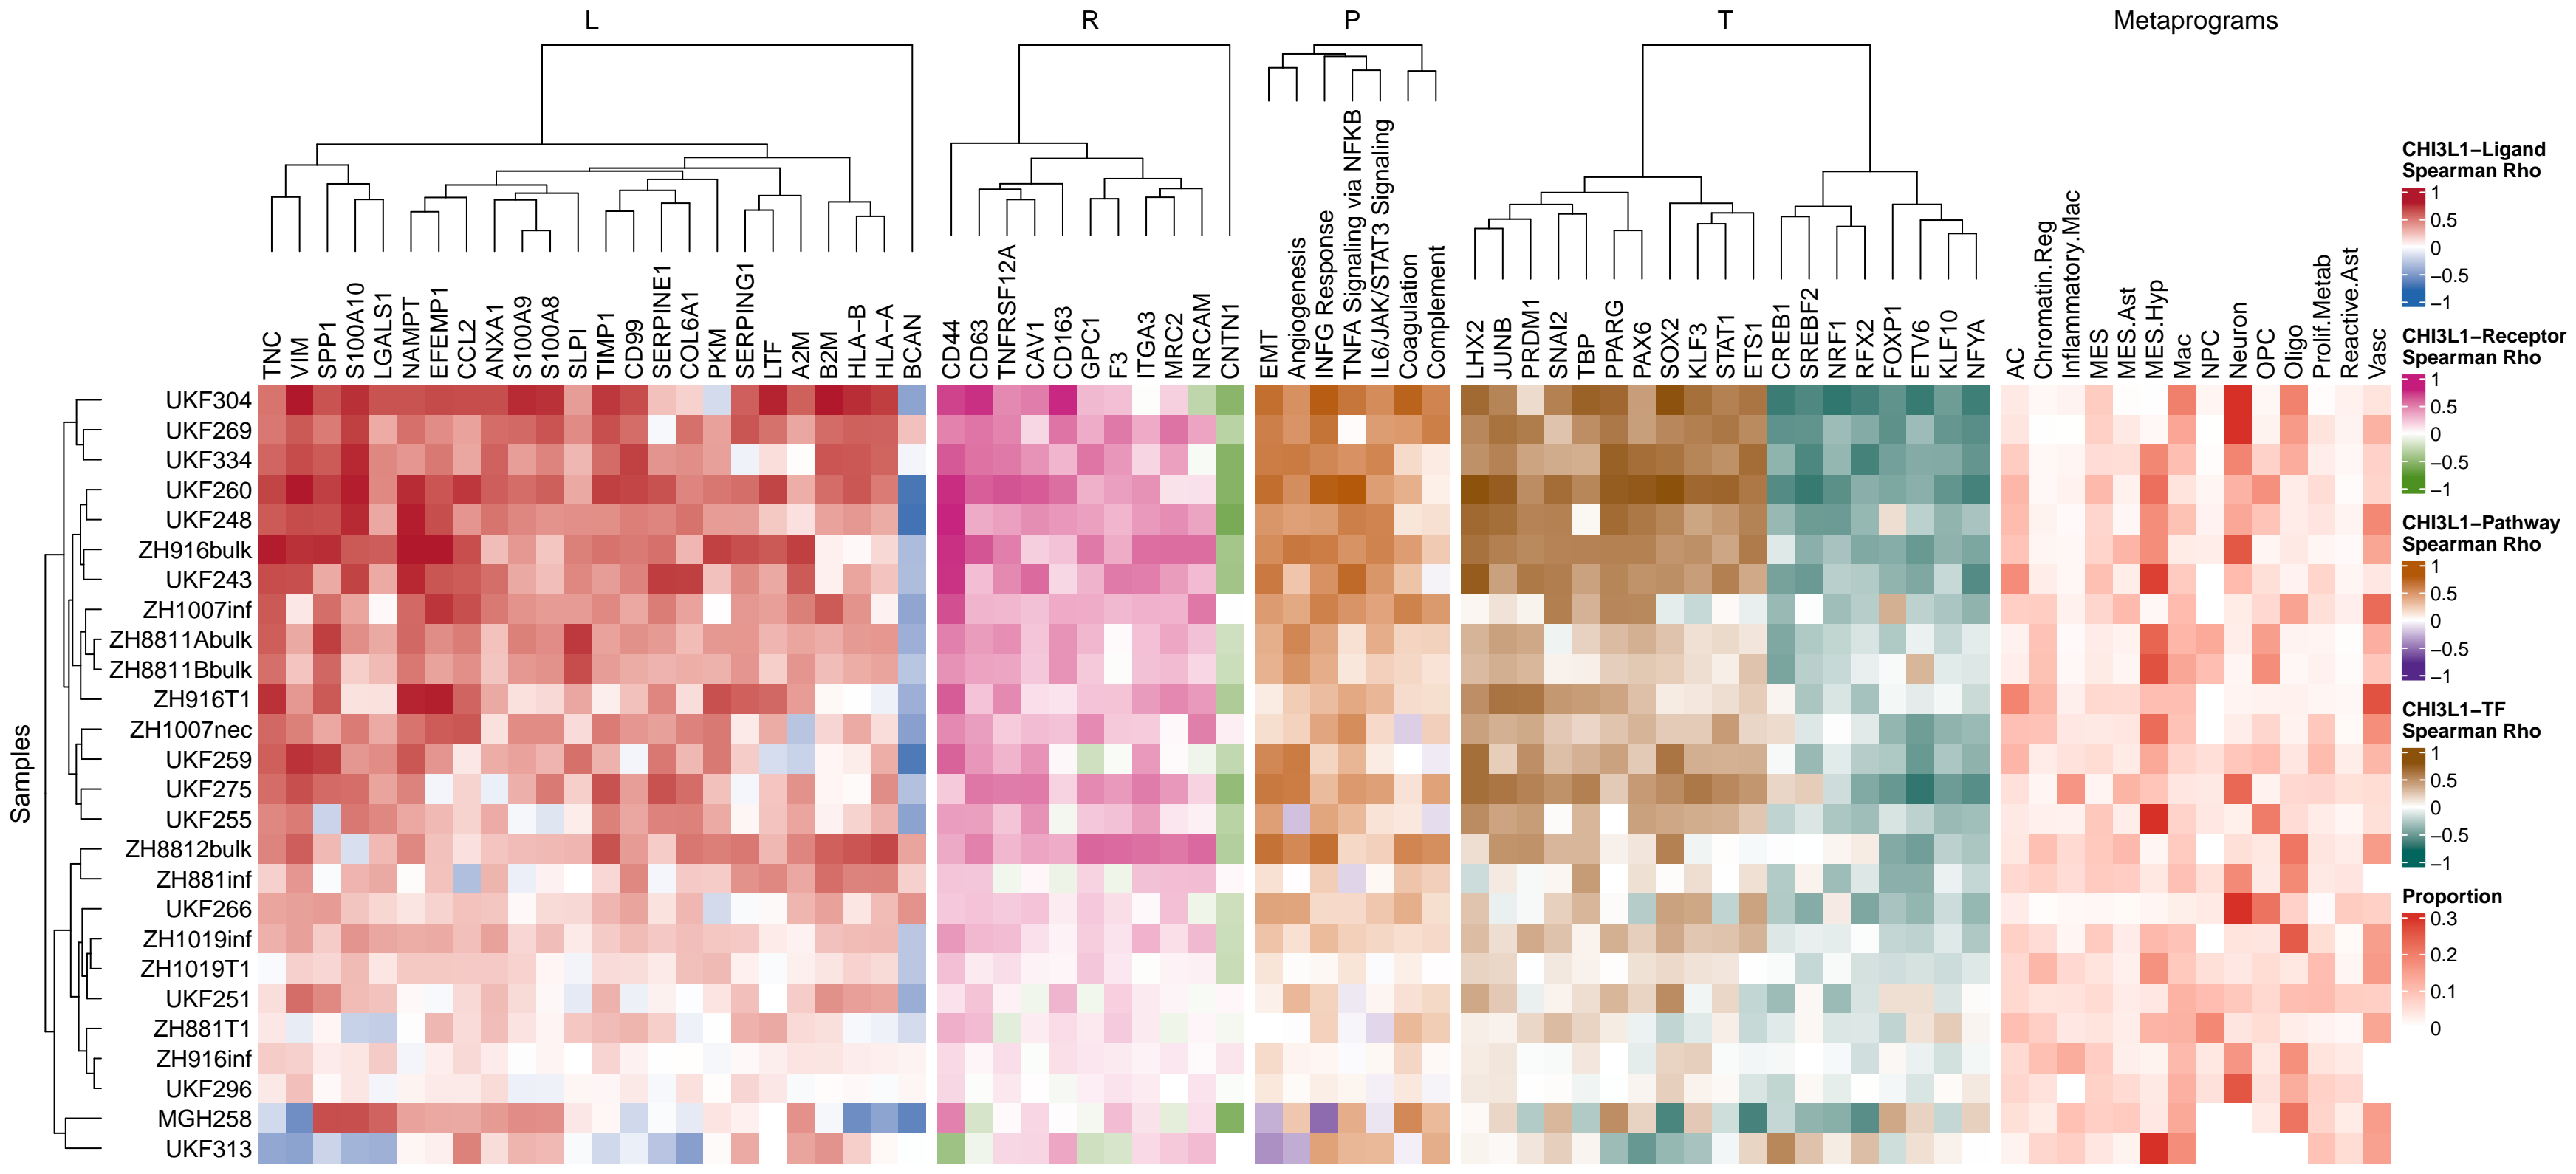 L R P T Metaprograms
TNC
VIM
SPP1
S100A10
LGALS1
NAMPT
EFEMP1
CCL2
ANXA1
S100A9
S100A8
SLPI
TIMP1
CD99
SERPINE1
COL6A1
PKM
SERPING1
LTF
A2M
B2M
HLA−B
HLA−A
BCAN
CD44
CD63
TNFRSF12A
CAV1
CD163
GPC1
F3
ITGA3
MRC2
NRCAM
CNTN1
EMT
Angiogenesis
INFG Response
TNFA Signaling via NFKB
IL6/JAK/STAT3 Signaling
Coagulation
Complement
LHX2
JUNB
PRDM1
SNAI2
TBP
PPARG
PAX6
SOX2
KLF3
STAT1
ETS1
CREB1
SREBF2
NRF1
RFX2
FOXP1
ETV6
KLF10
NFYA
AC
Chromatin.Reg
Inflammatory.Mac
MES
MES.Ast
MES.Hyp
Mac
NPC
Neuron
OPC
Oligo
Prolif.Metab
Reactive.Ast
Vasc
Samples
UKF304
UKF269
UKF334
UKF260
UKF248
ZH916bulk
UKF243
ZH1007inf
ZH8811Abulk
ZH8811Bbulk
ZH916T1
ZH1007nec
UKF259
UKF275
UKF255
ZH8812bulk
ZH881inf
UKF266
ZH1019inf
ZH1019T1
UKF251
ZH881T1
ZH916inf
UKF296
MGH258
UKF313
CHI3L1−Ligand
Spearman Rho
1
0.5
0
−0.5
−1
CHI3L1−Receptor
Spearman Rho
1
0.5
0
−0.5
−1
CHI3L1−Pathway
Spearman Rho
1
0.5
0
−0.5
−1
CHI3L1−TF
Spearman Rho
1
0.5
0
−0.5
−1
Proportion
0.3
0.2
0.1
0